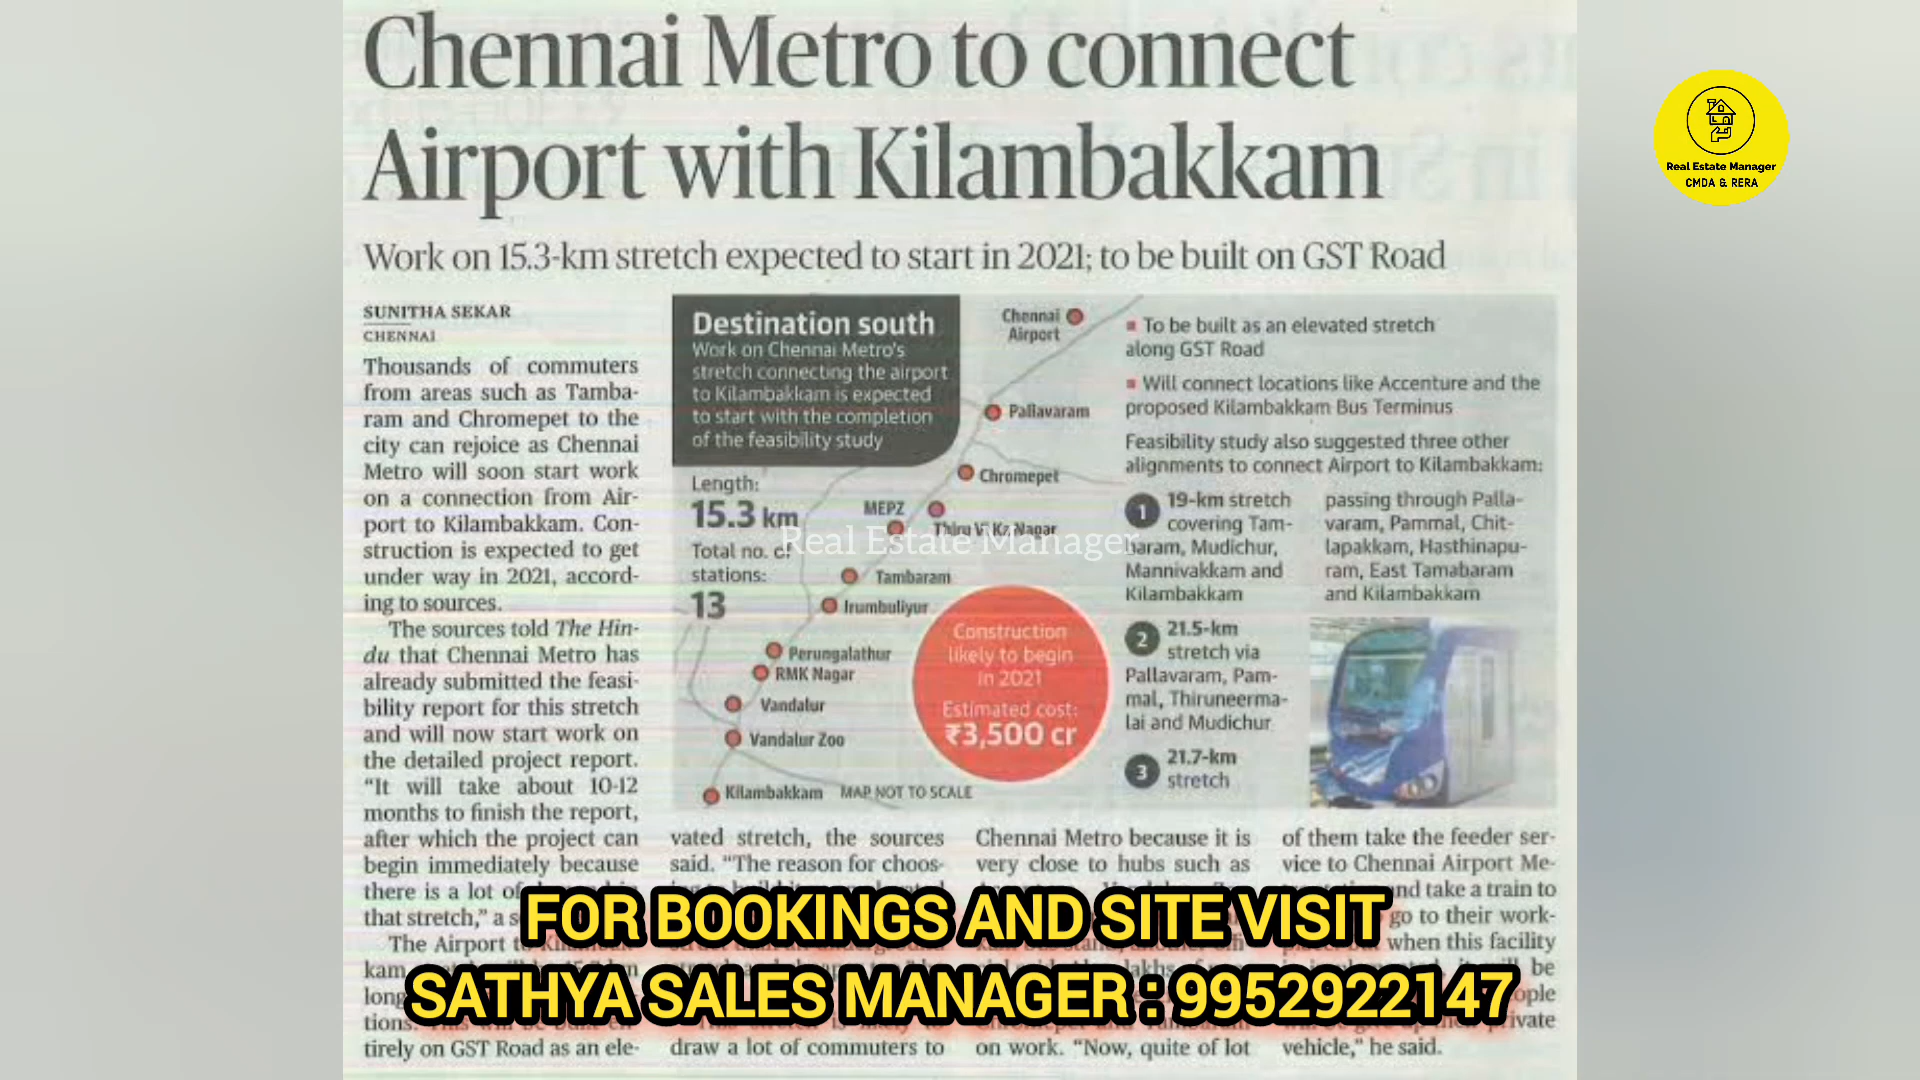 Chennai Metro to connect
Airport with Kilambakkam
Work on 15.3-km stretch expected to start in 2021; to be built on GST Road
SUNITHA SEKAR
CHENNAI
Thousands of commuters
from areas such as Tamba-
ram and Chromepet to the
city can rejoice as Chennai
Metro will soon start work
on a connection from Air-
port to Kilambakkam. Con-
struction is expected to get
under way in 2021, accord-
ing to sources.
The sources told The Hin-
du that Chennai Metro has
already submitted the feasi-
bility report for this stretch
and will now start work on
the detailed project report.
“It will take about 10-12
months to finish the report,
after which the project can
begin immediately because
there is a lot of
that stretch,” a
The Airport
kam
long
tions.
tirely on GST Road as an ele-
Destination south
Work on Chennai Metro's
stretch connecting the airport
to Kilambakkam is expected
to start with the completion
of the feasibility study
Length:
15.3 km
Total no. of
stations:
13
Chennai
Airport
Pallavaram
Chromepet
MEPZ
Thiru Vi Ka Nagar
Tambaram
Irumbuliyur
Perungalathur
RMK Nagar
Vandalur
Vandalur Zoo
Kilambakkam
MAP NOT TO SCALE
Construction
likely to begin
in 2021
Estimated cost:
₹3,500 cr
To be built as an elevated stretch
along GST Road
Will connect locations like Accenture and the
proposed Kilambakkam Bus Terminus
Feasibility study also suggested three other
alignments to connect Airport to Kilambakkam:
1 19-km stretch
covering Tam-
baram, Mudichur,
Mannivakkam and
Kilambakkam
2 21.5-km
stretch via
Pallavaram, Pam-
mal, Thiruneerma-
lai and Mudichur
3 21.7-km
stretch
passing through Palla-
varam, Pammal, Chit-
lapakkam, Hasthinapu-
ram, East Tamabaram
and Kilambakkam
vated stretch, the sources
said. “The reason for choos-
draw a lot of commuters to
Chennai Metro because it is
very close to hubs such as
on work. “Now, quite of lot
of them take the feeder ser-
vice to Chennai Airport Me-
and take a train to
go to their work-
when this facility
be
private
vehicle,” he said.
Real Estate Manager
FOR BOOKINGS AND SITE VISIT
SATHYA SALES MANAGER : 9952922147
Real Estate Manager
CMDA & RERA